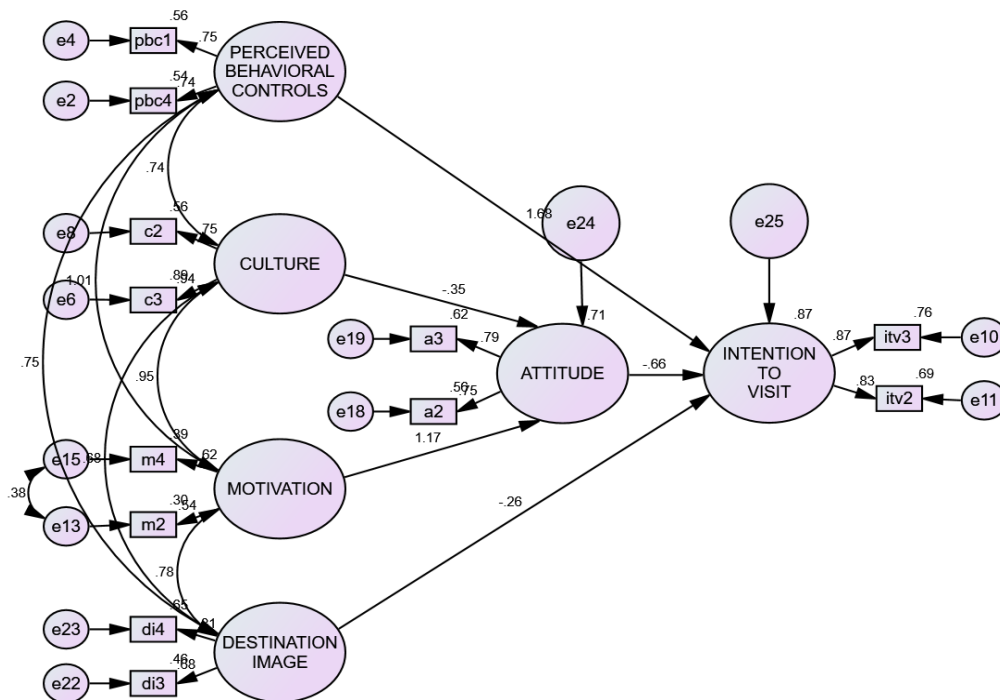 .56
e4
pbc1
.75
PERCEIVED
BEHAVIORAL
CONTROLS
.54
.74
e2
pbc4
.74
.56
e8
c2
.75
CULTURE
1.01
.89
.94
e6
c3
-.35
1.68
e24
e25
.71
.62
e19
a3
.79
ATTITUDE
.56
.75
e18
a2
-.66
.87
INTENTION
TO
VISIT
.87
.76
itv3
e10
.83
.69
itv2
e11
.75
.95
1.17
.39
e15
.68
m4
.62
MOTIVATION
.38
.30
.54
e13
m2
-.26
.78
.65
e23
di4
.81
DESTINATION
IMAGE
.46
.68
e22
di3